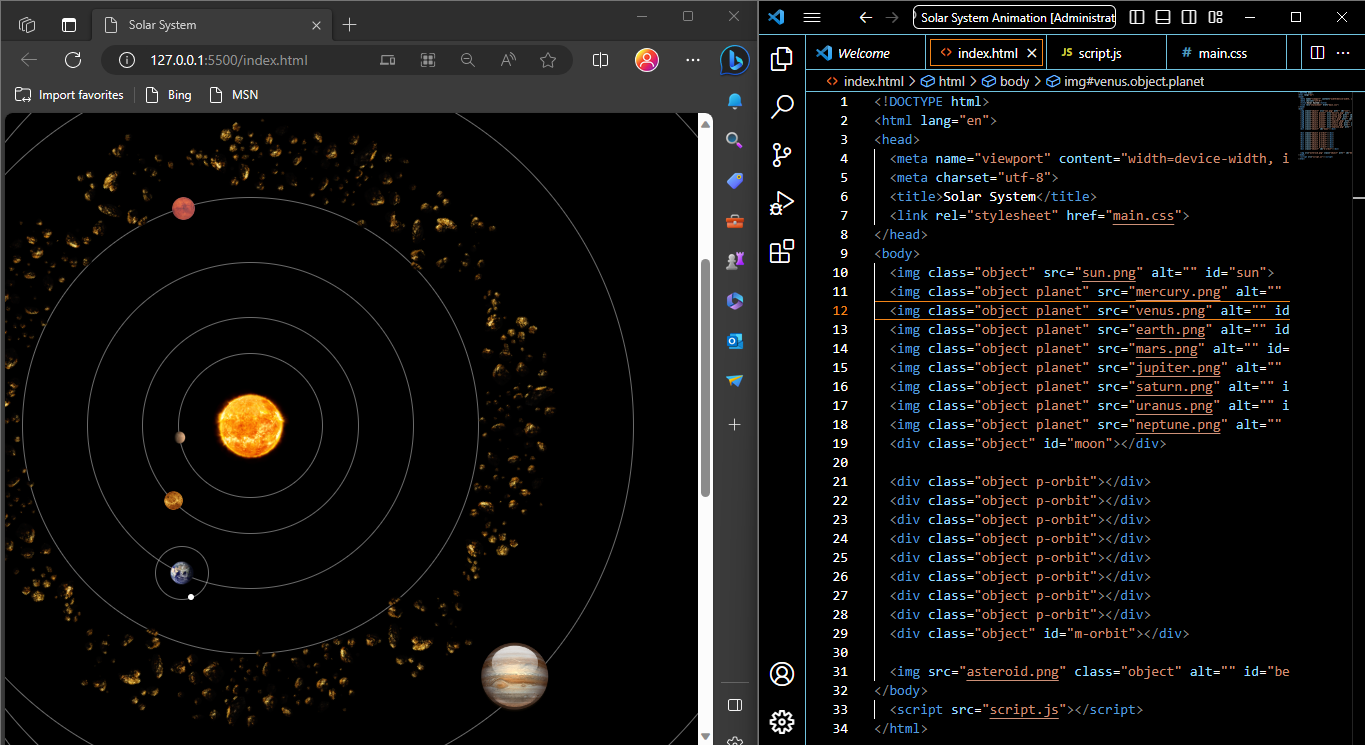 Solar System
127.0.0.1:5500/index.html
Import favorites
Bing
MSN
Solar System Animation [Administrat
Welcome
index.html
JS script.js
# main.css
index.html > html > body > img#venus.object.planet
1 <!DOCTYPE html>
2 <html lang="en">
3 <head>
4 <meta name="viewport" content="width=device-width, i
5 <meta charset="utf-8">
6 <title>Solar System</title>
7 <link rel="stylesheet" href="main.css">
8 </head>
9 <body>
10 <img class="object" src="sun.png" alt="" id="sun">
11 <img class="object planet" src="mercury.png" alt=""
12 <img class="object planet" src="venus.png" alt="" id
13 <img class="object planet" src="earth.png" alt="" id
14 <img class="object planet" src="mars.png" alt="" id=
15 <img class="object planet" src="jupiter.png" alt=""
16 <img class="object planet" src="saturn.png" alt="" i
17 <img class="object planet" src="uranus.png" alt="" i
18 <img class="object planet" src="neptune.png" alt=""
19 <div class="object" id="moon"></div>
20
21 <div class="object p-orbit"></div>
22 <div class="object p-orbit"></div>
23 <div class="object p-orbit"></div>
24 <div class="object p-orbit"></div>
25 <div class="object p-orbit"></div>
26 <div class="object p-orbit"></div>
27 <div class="object p-orbit"></div>
28 <div class="object p-orbit"></div>
29 <div class="object" id="m-orbit"></div>
30
31 <img src="asteroid.png" class="object" alt="" id="be
32 </body>
33 <script src="script.js"></script>
34 </html>